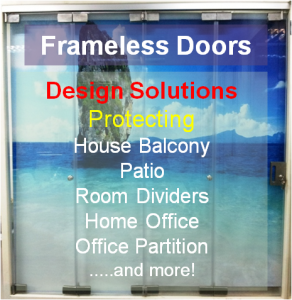 Frameless Doors
Design Solutions
Protecting
House Balcony
Patio
Room Dividers
Home Office
Office Partition
.....and more!